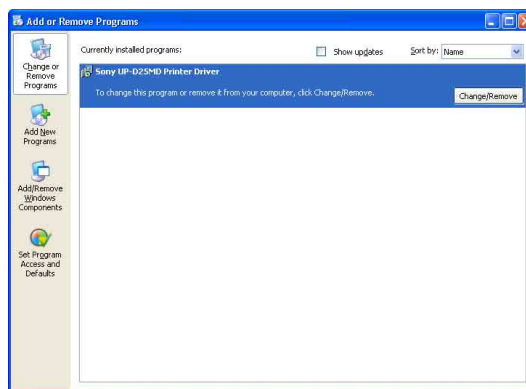 Add or Remove Programs
Change or
Remove
Programs
Add New
Programs
Add/Remove
Windows
Components
Set Program
Access and
Defaults
Currently installed programs:
Show updates
Sort by: Name
Sony UP-D25MD Printer Driver
To change this program or remove it from your computer, click Change/Remove.
Change/Remove